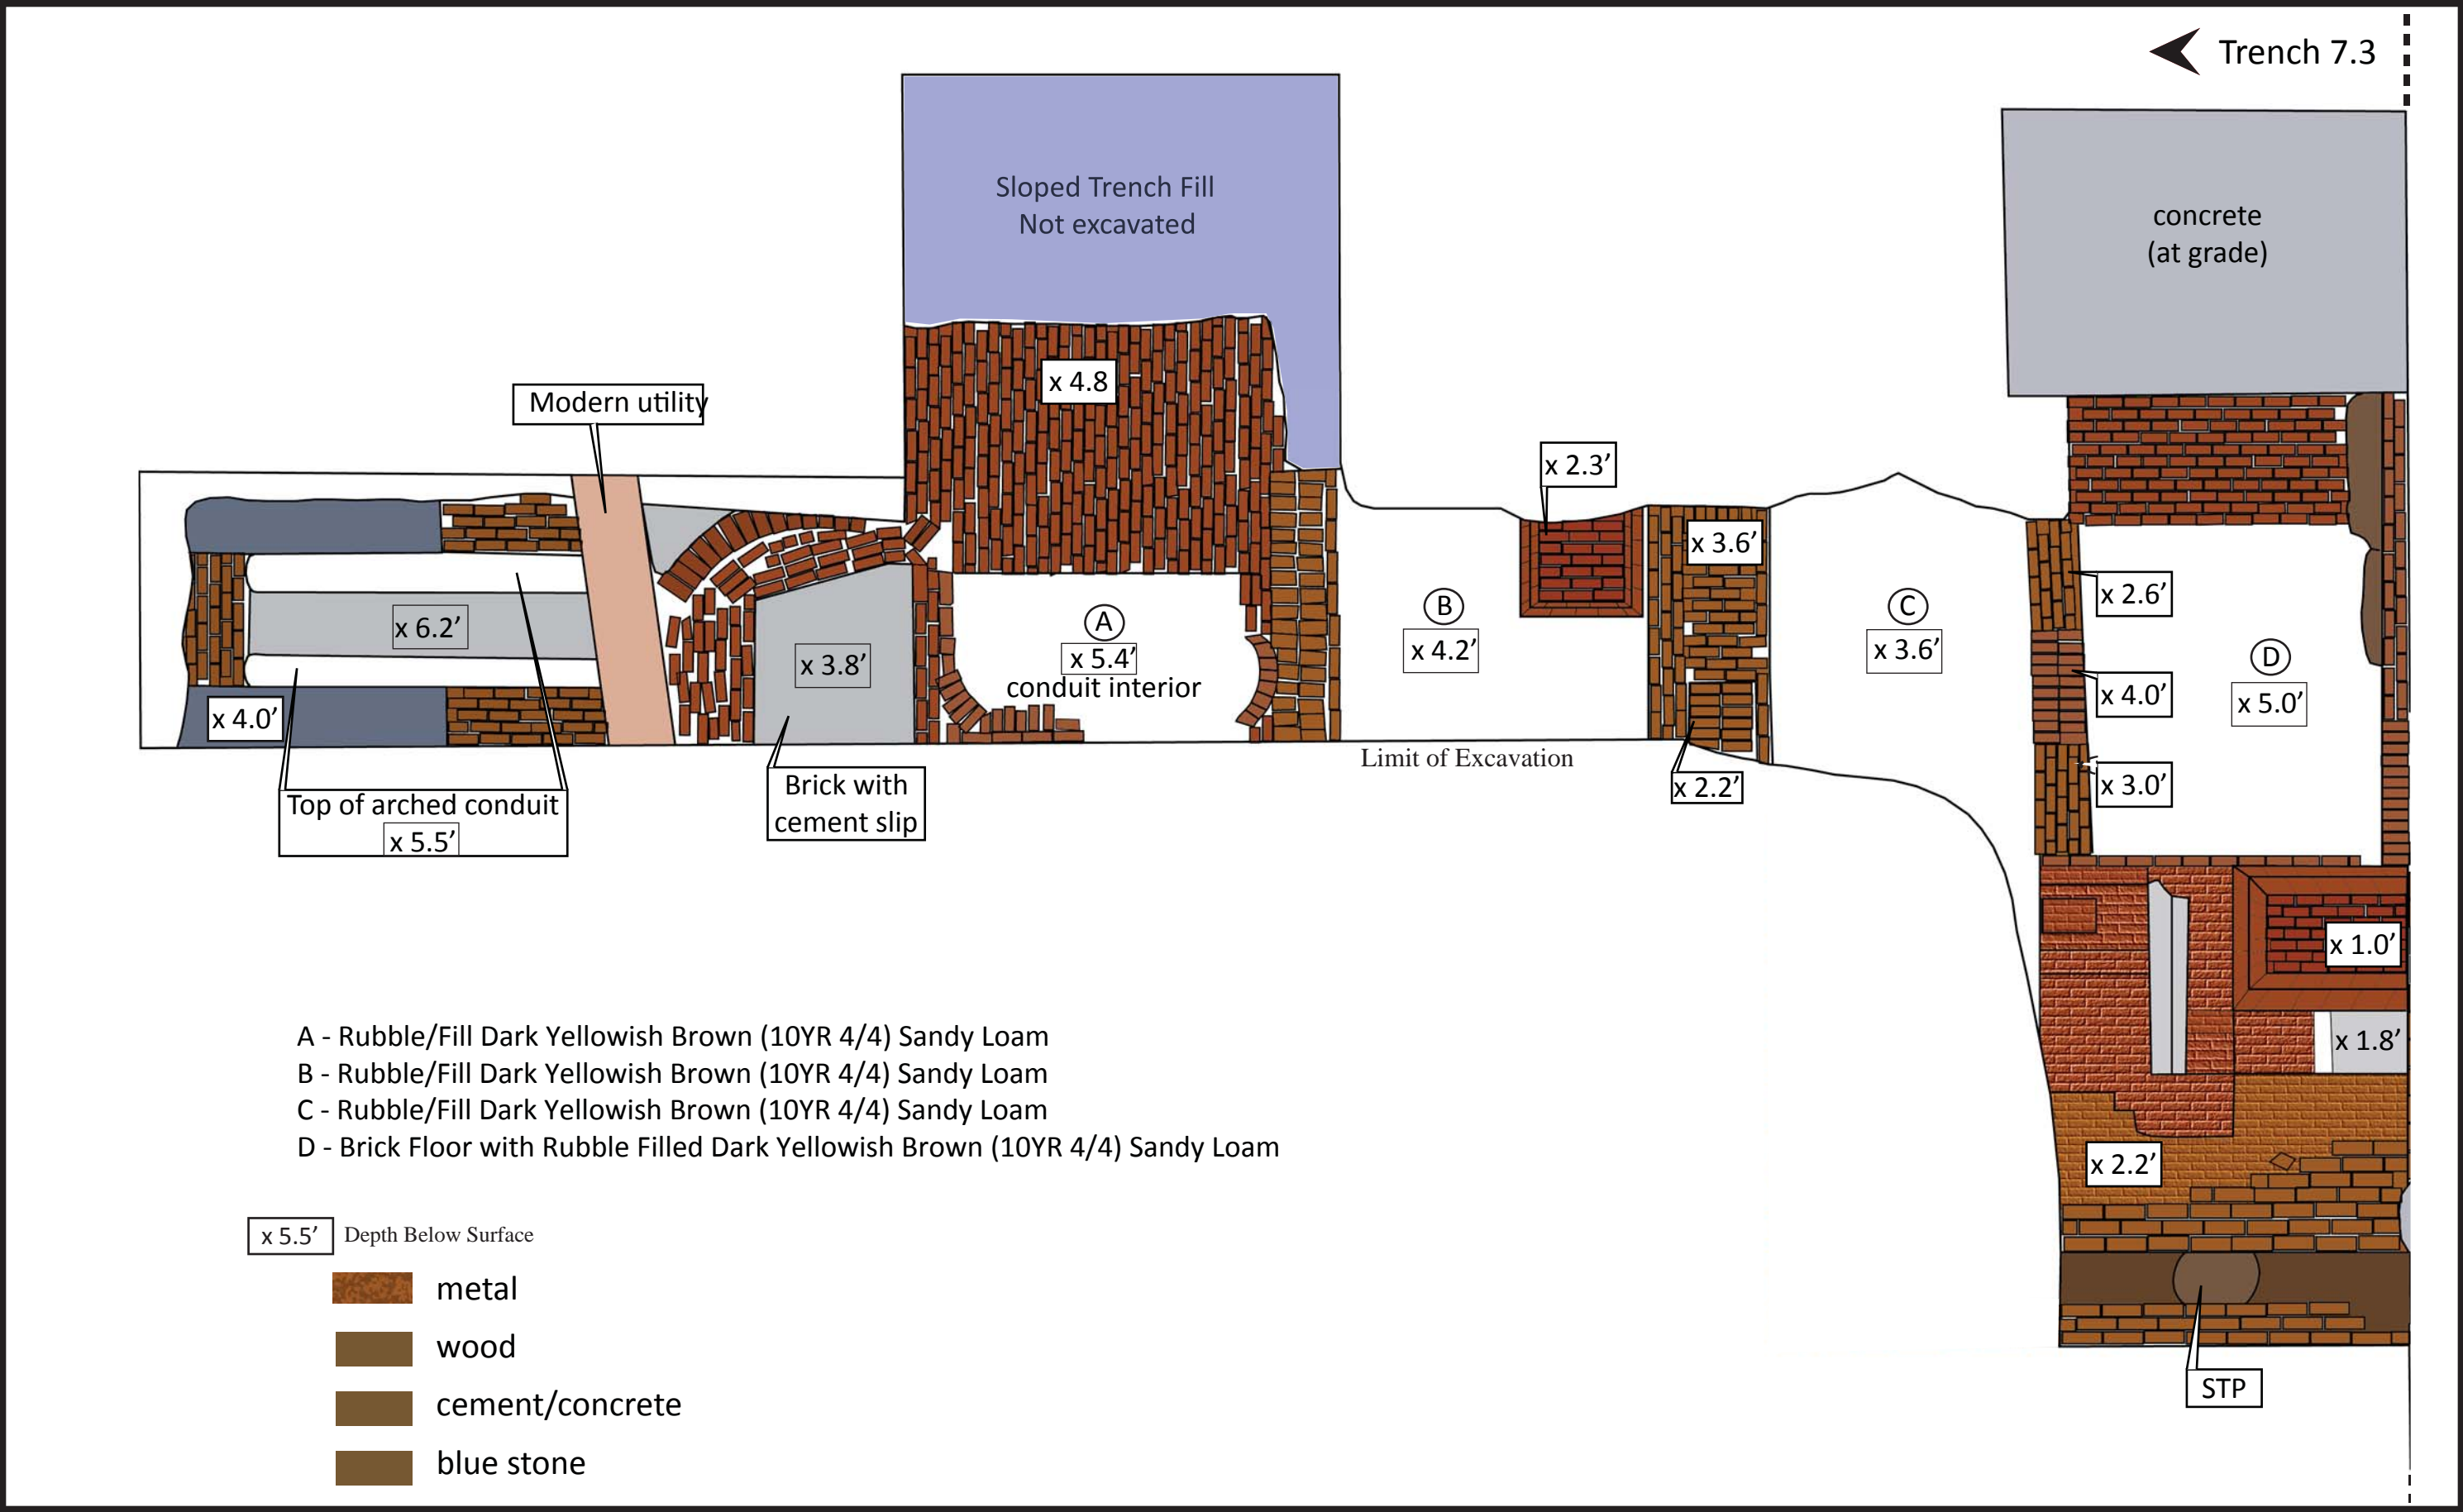 Trench 7.3
Sloped Trench Fill
Not excavated
concrete
(at grade)
x 4.8
Modern utility
x 2.3’
x 3.6’
x 2.6’
A
B
C
D
x 6.2’
x 3.8’
x 5.4’
conduit interior
x 4.2’
x 3.6’
x 4.0’
x 5.0’
x 4.0’
Limit of Excavation
x 2.2’
x 3.0’
Top of arched conduit
x 5.5’
Brick with
cement slip
x 1.0’
x 1.8’
x 2.2’
STP
A - Rubble/Fill Dark Yellowish Brown (10YR 4/4) Sandy Loam
B - Rubble/Fill Dark Yellowish Brown (10YR 4/4) Sandy Loam
C - Rubble/Fill Dark Yellowish Brown (10YR 4/4) Sandy Loam
D - Brick Floor with Rubble Filled Dark Yellowish Brown (10YR 4/4) Sandy Loam
x 5.5’ Depth Below Surface
metal
wood
cement/concrete
blue stone